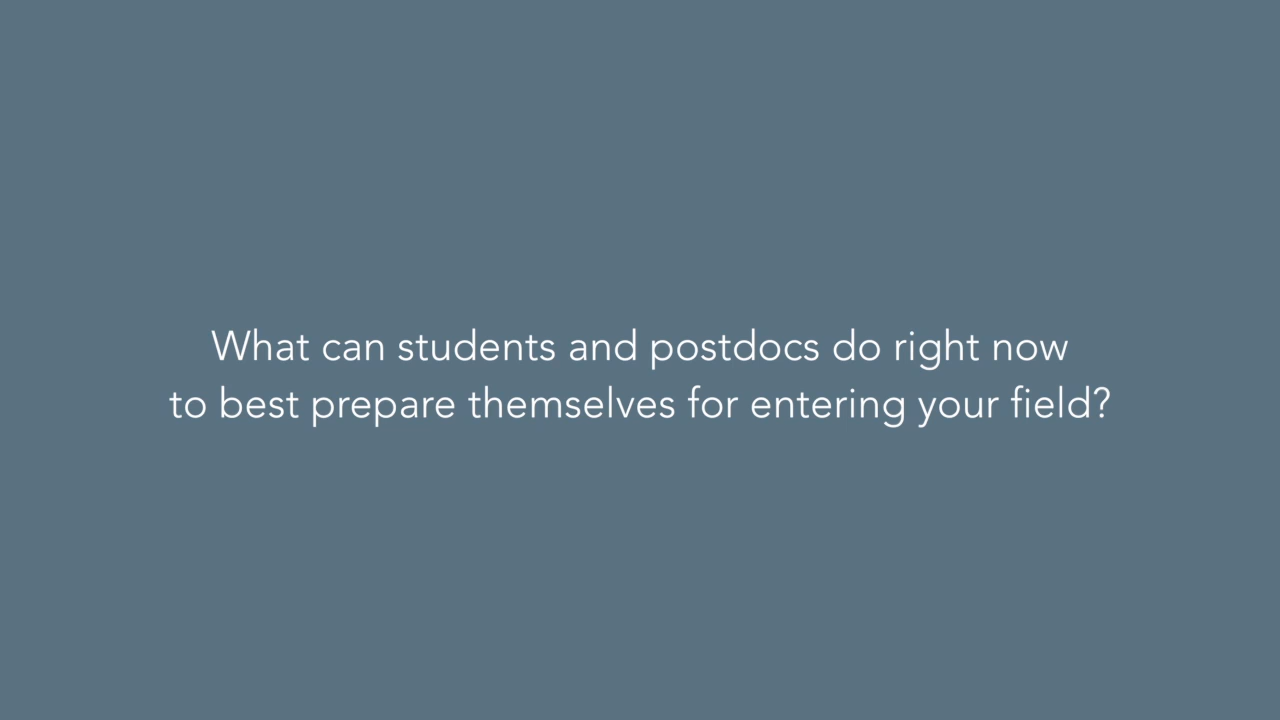 What can students and postdocs do right now
to best prepare themselves for entering your field?